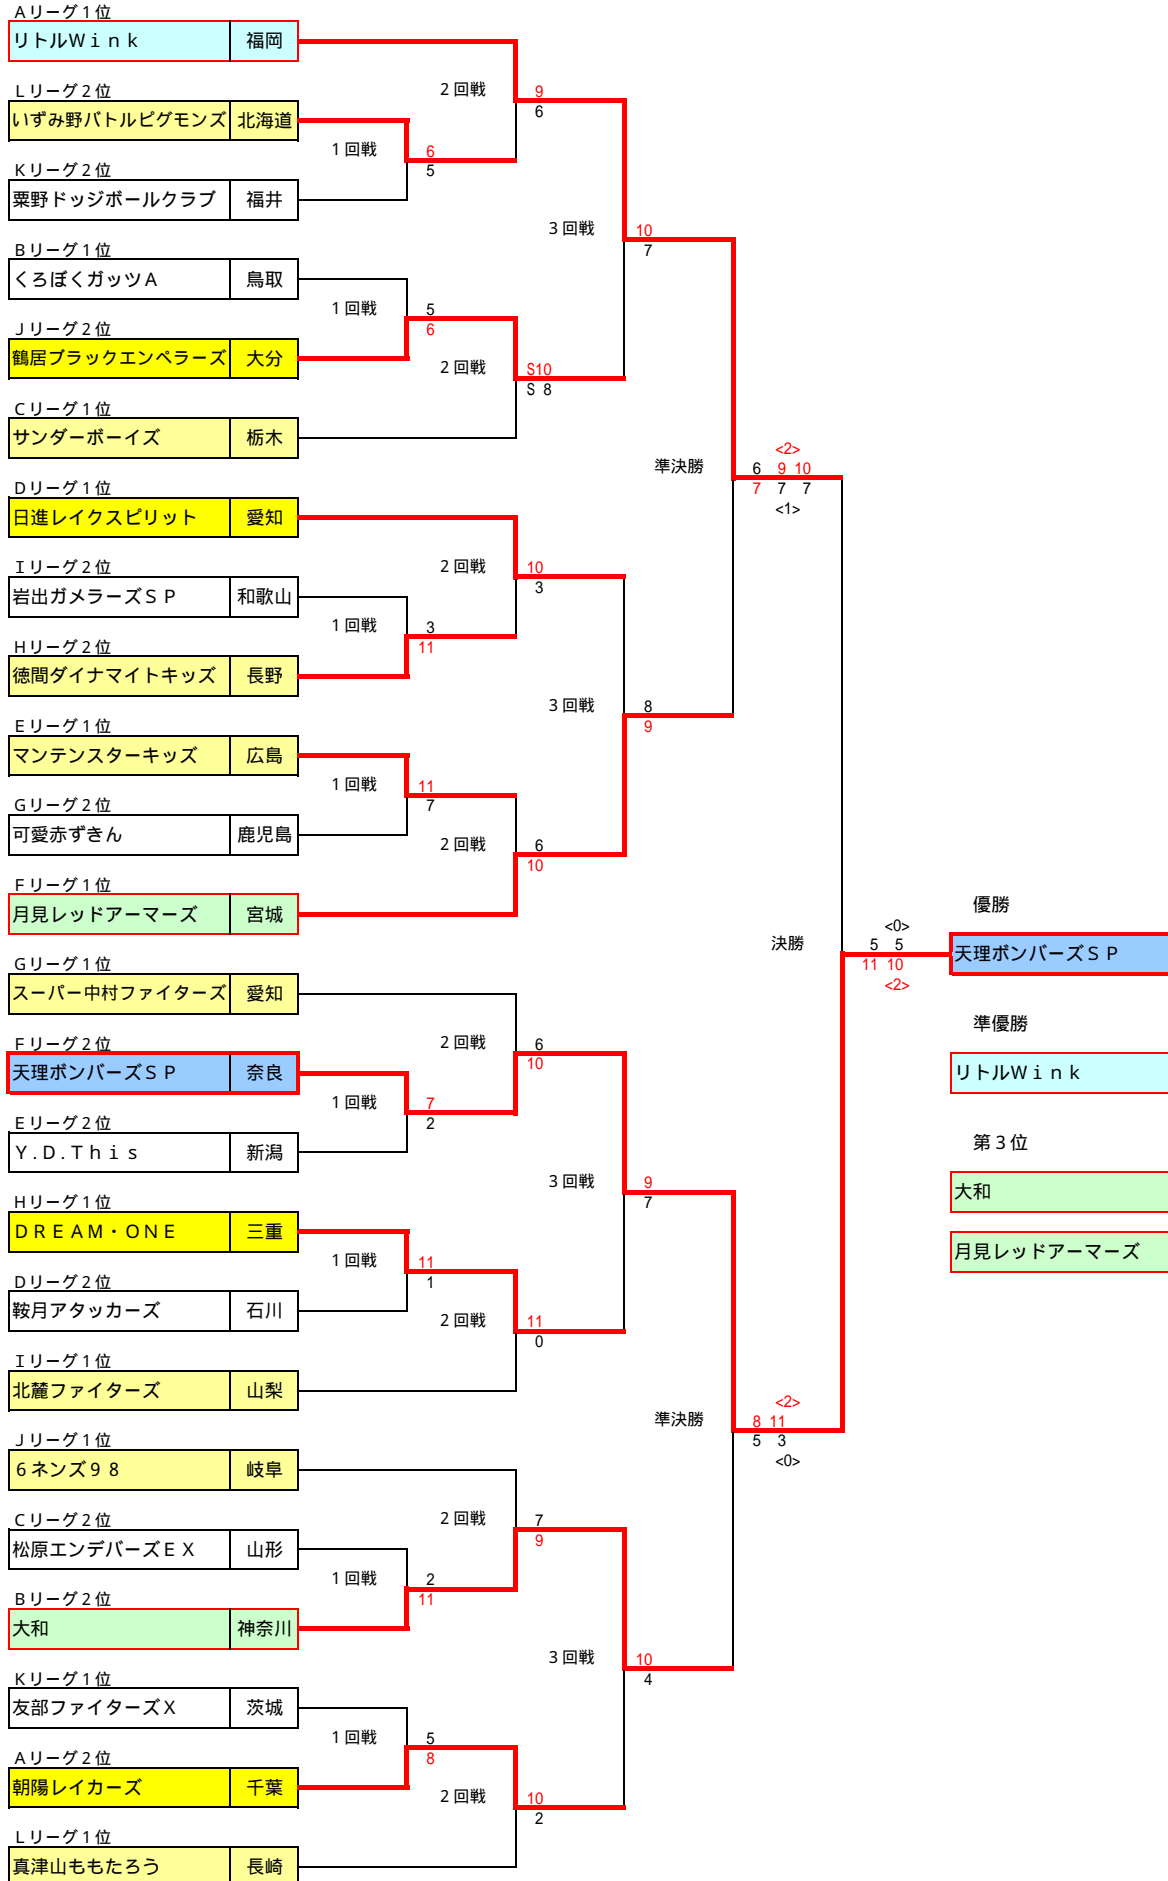 Aリーグ1位
リトルWink 福岡
2回戦 9
6
Lリーグ2位
いずみ野バトルピグモンズ 北海道
1回戦 6
5
Kリーグ2位
粟野ドッジボールクラブ 福井
3回戦 10
7
Bリーグ1位
くろぼくガッツA 鳥取
1回戦 5
6
Jリーグ2位
鶴居ブラックエンペラーズ 大分
2回戦 S10
S 8
Cリーグ1位
サンダーボーイズ 栃木
準決勝 <2>
6 9 10
7 7 7
<1>
Dリーグ1位
日進レイクスピリット 愛知
2回戦 10
3
Iリーグ2位
岩出ガメラーズSP 和歌山
1回戦 3
11
Hリーグ2位
徳間ダイナマイトキッズ 長野
3回戦 8
9
Eリーグ1位
マンテンスターキッズ 広島
1回戦 11
7
Gリーグ2位
可愛赤ずきん 鹿児島
2回戦 6
10
Fリーグ1位
月見レッドアーマーズ 宮城
決勝 <0>
5 5
11 10
<2>
優勝
天理ボンバーズSP
準優勝
リトルWink
第3位
大和
月見レッドアーマーズ
Gリーグ1位
スーパー中村ファイターズ 愛知
2回戦 6
10
Fリーグ2位
天理ボンバーズSP 奈良
1回戦 7
2
Eリーグ2位
Y.D.This 新潟
3回戦 9
7
Hリーグ1位
DREAM・ONE 三重
1回戦 11
1
Dリーグ2位
鞍月アタッカーズ 石川
2回戦 11
0
Iリーグ1位
北麓ファイターズ 山梨
準決勝 <2>
8 11
5 3
<0>
Jリーグ1位
6ネンズ98 岐阜
2回戦 7
9
Cリーグ2位
松原エンデバーズEX 山形
1回戦 2
11
Bリーグ2位
大和 神奈川
3回戦 10
4
Kリーグ1位
友部ファイターズX 茨城
1回戦 5
8
Aリーグ2位
朝陽レイカーズ 千葉
2回戦 10
2
Lリーグ1位
真津山ももたろう 長崎